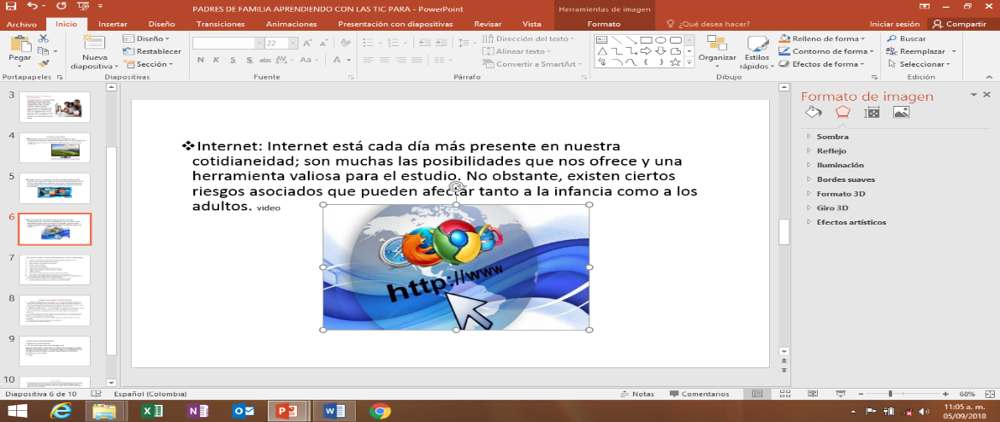 PADRES DE FAMILIA APRENDIENDO CON LAS TIC PARA - PowerPoint
Herramientas de imagen
Archivo Inicio Insertar Diseño Transiciones Animaciones Presentación con diapositivas Revisar Vista Formato ¿Qué desea hacer? Iniciar sesión Compartir
Pegar
Nueva diapositiva
Diseño
Restablecer
Sección
22
N K S S abc AV Aa A
Dirección del texto
Alinear texto
Convertir a SmartArt
Organizar
Estilos rápidos
Relleno de forma
Contorno de forma
Efectos de forma
Buscar
Reemplazar
Seleccionar
Portapapeles Diapositivas Fuente Párrafo Dibujo Edición
3
4
5
6
7
8
9
10
❖Internet: Internet está cada día más presente en nuestra
cotidianeidad; son muchas las posibilidades que nos ofrece y una
herramienta valiosa para el estudio. No obstante, existen ciertos
riesgos asociados que pueden afectar tanto a la infancia como a los
adultos. video
http://www
Formato de imagen
Sombra
Reflejo
Iluminación
Bordes suaves
Formato 3D
Giro 3D
Efectos artísticos
Diapositiva 6 de 10 Español (Colombia) Notas Comentarios 68%
11:05 a. m.
05/09/2018